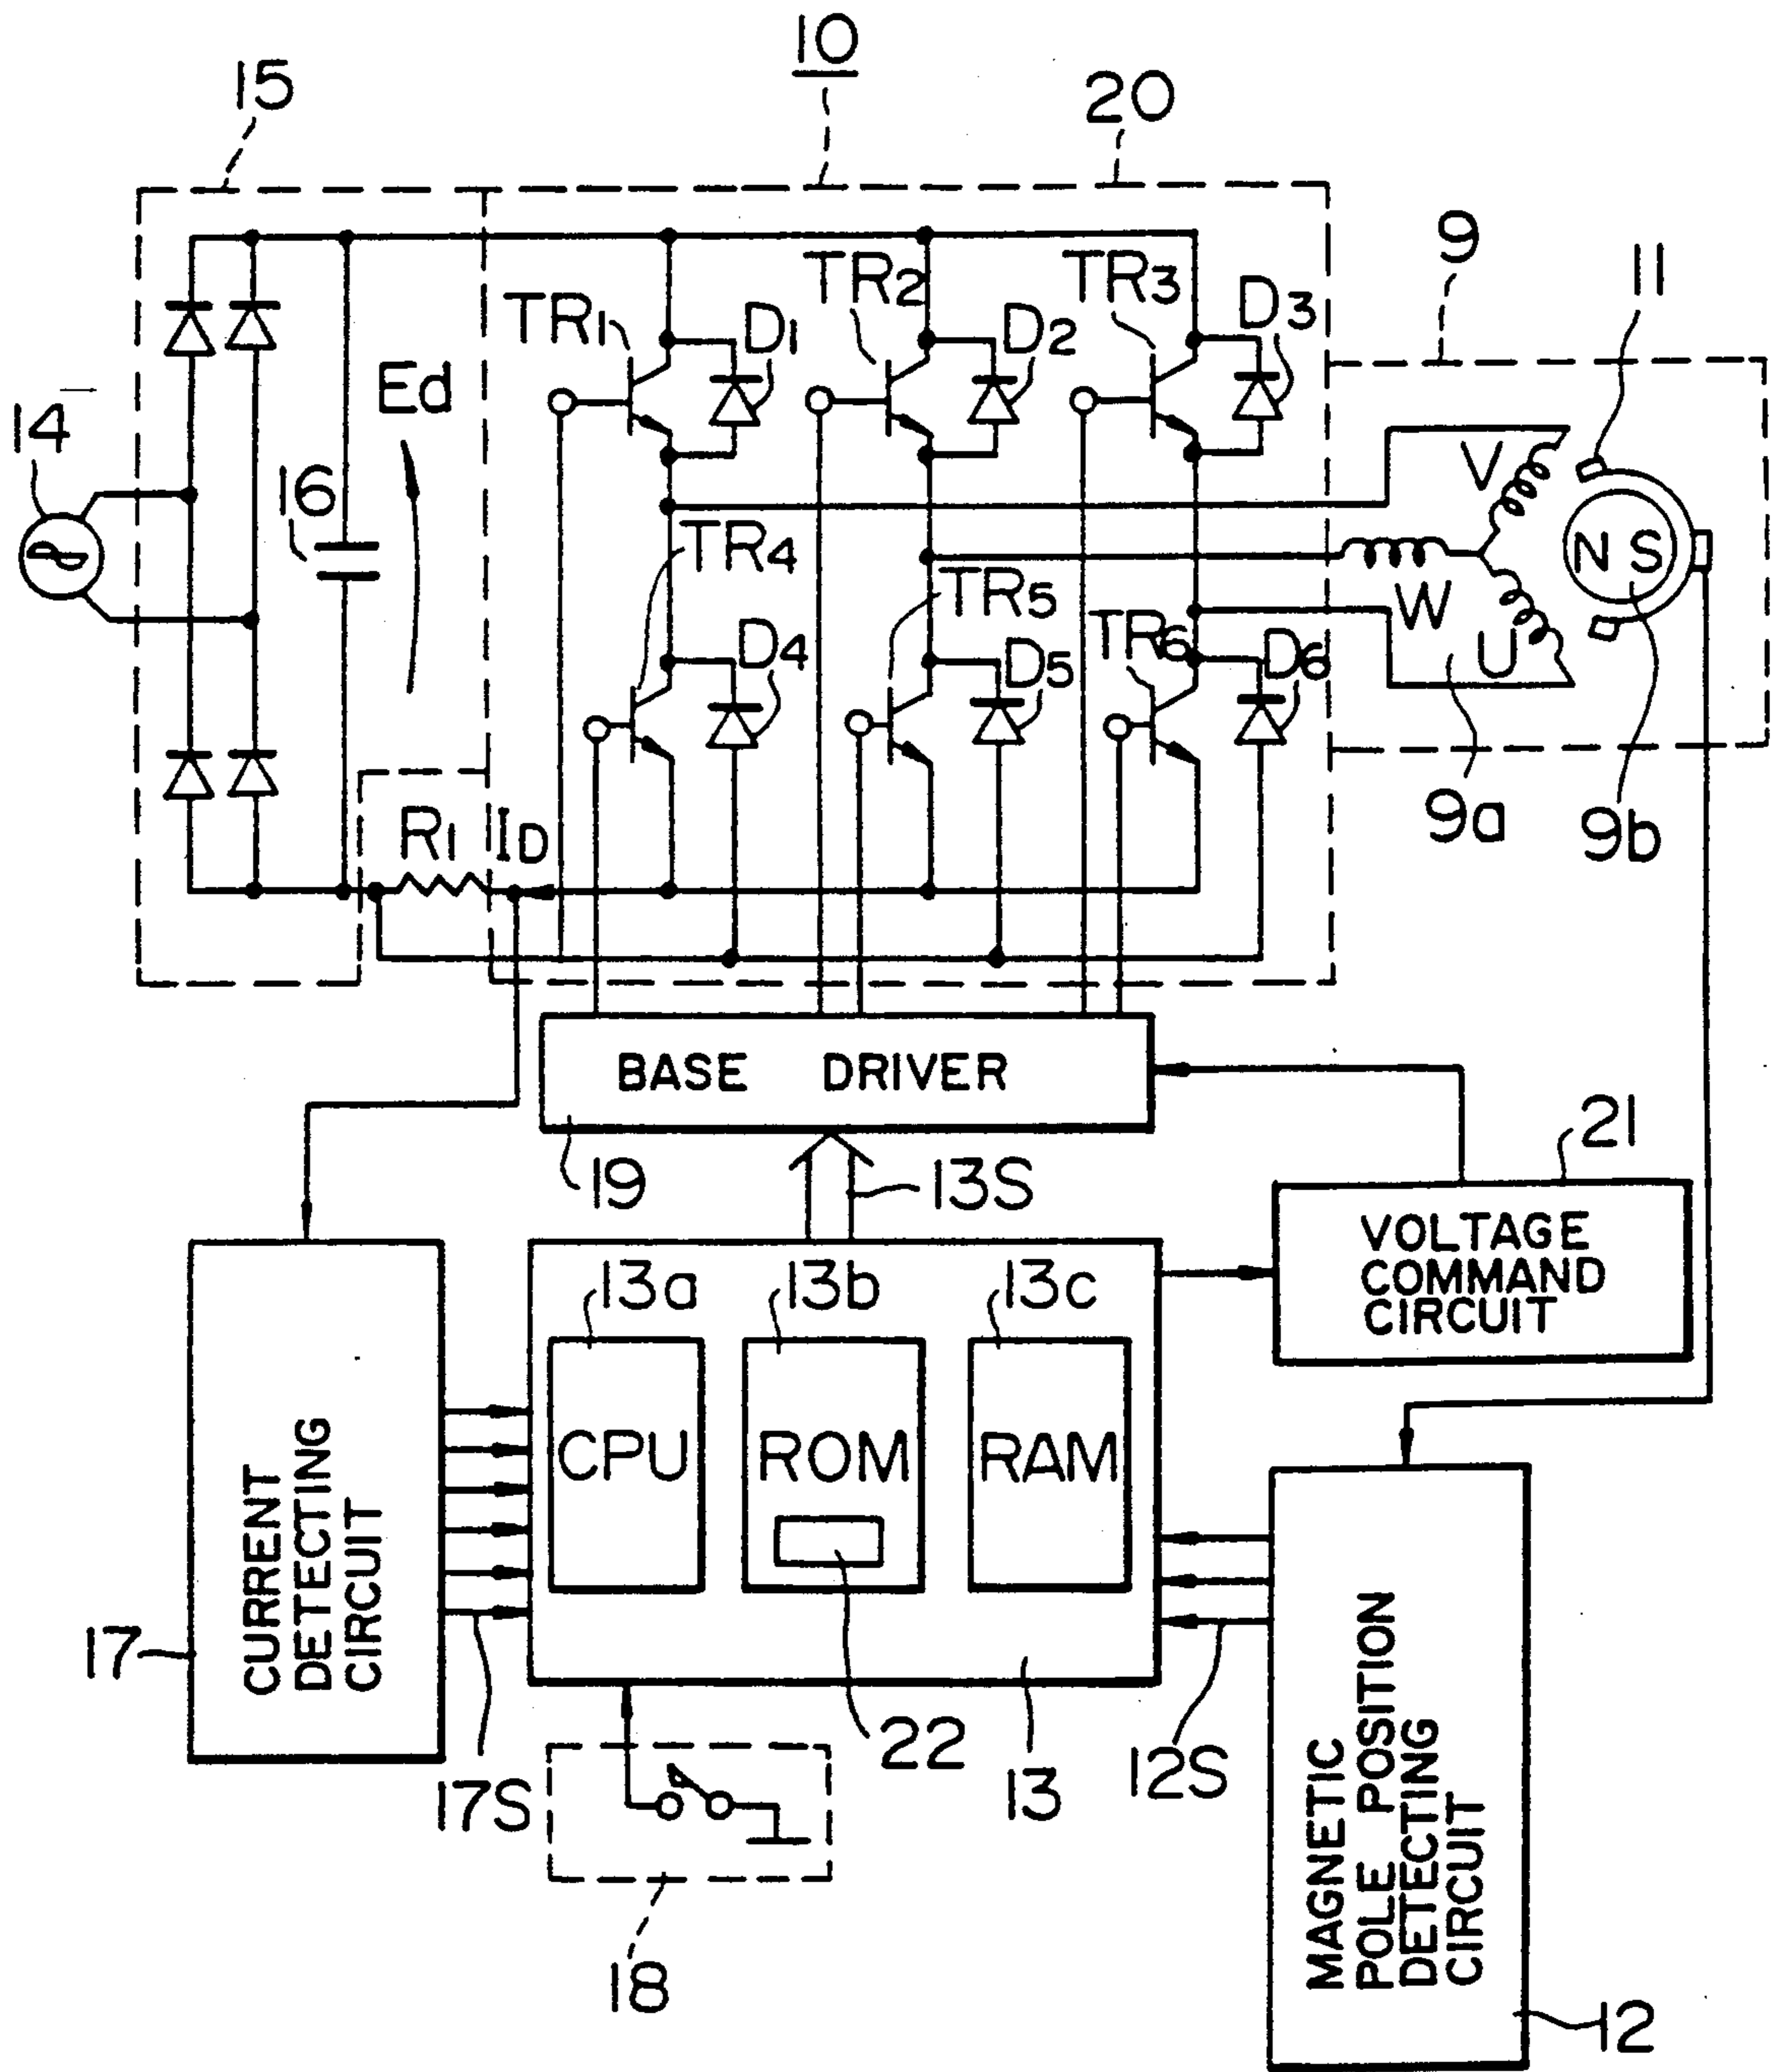 10
15
20
9
11
TR1
D1
TR2
D2
TR3
D3
Ed
14
16
V
N S
W
U
TR4
D4
TR5
D5
TR6
D6
9a
9b
R1
ID
BASE DRIVER
19
13S
21
VOLTAGE
COMMAND
CIRCUIT
13a
13b
13c
CPU
ROM
RAM
CURRENT
DETECTING
CIRCUIT
17
17S
22
13
12S
18
MAGNETIC
POLE POSITION
DETECTING
CIRCUIT
12